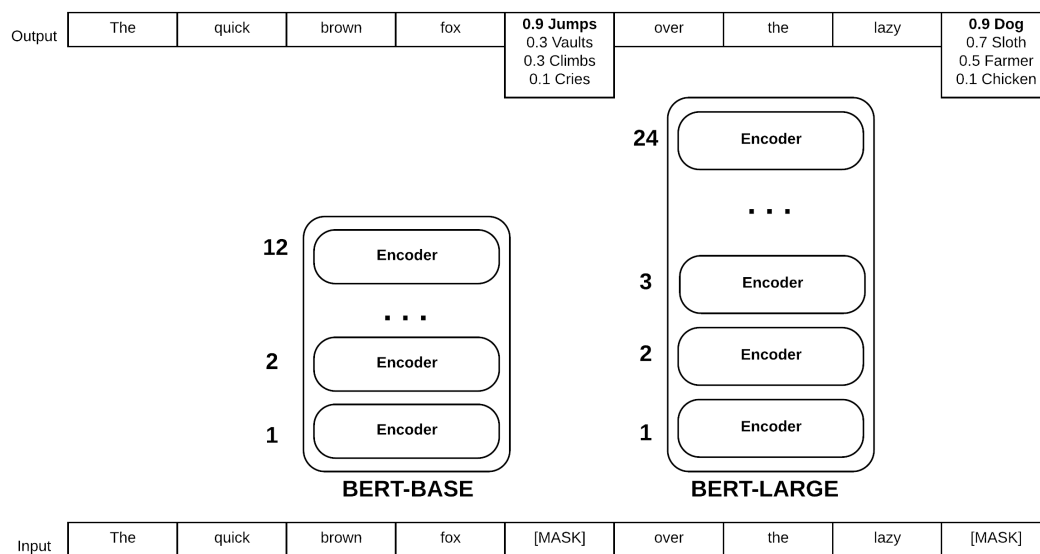 Output The quick brown fox 0.9 Jumps over the lazy 0.9 Dog
0.3 Vaults 0.7 Sloth
0.3 Climbs 0.5 Farmer
0.1 Cries 0.1 Chicken
24 Encoder
. . .
12 Encoder
3 Encoder
. . .
2 Encoder
2 Encoder
1 Encoder
1 Encoder
BERT-BASE BERT-LARGE
Input The quick brown fox [MASK] over the lazy [MASK]